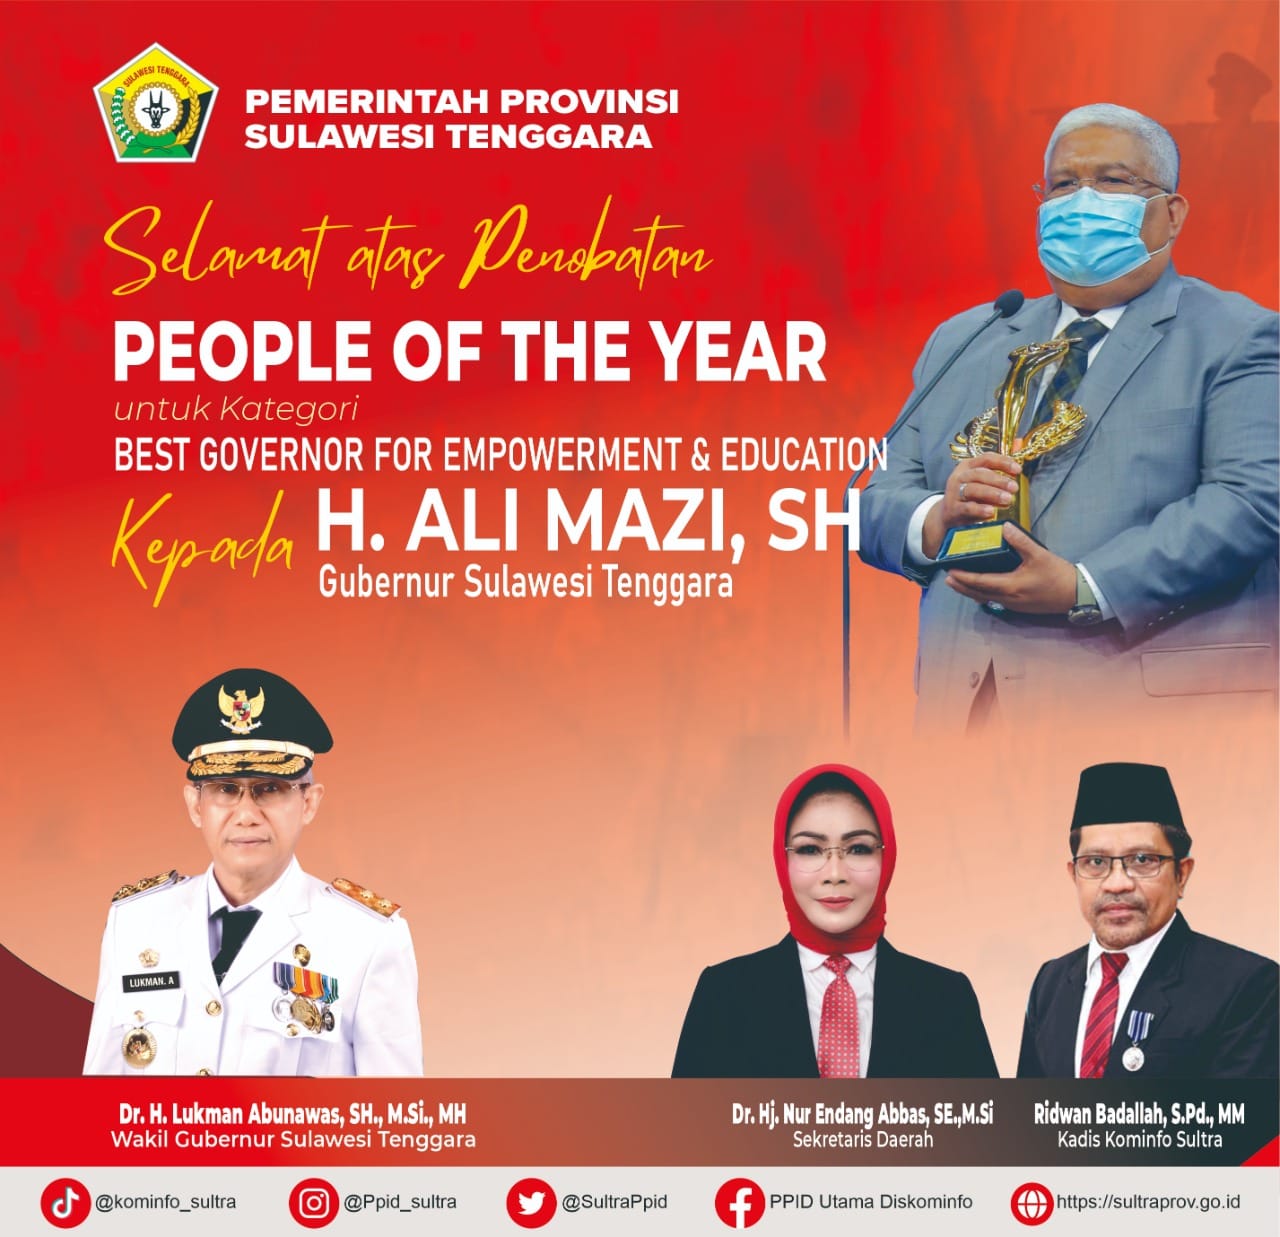 SULAWESI TENGGARA
PEMERINTAH PROVINSI
SULAWESI TENGGARA
Selamat atas Penobatan
PEOPLE OF THE YEAR
untuk Kategori
BEST GOVERNOR FOR EMPOWERMENT & EDUCATION
Kepada H. ALI MAZI, SH
Gubernur Sulawesi Tenggara
LUKMAN. A
Dr. H. Lukman Abunawas, SH., M.Si., MH
Wakil Gubernur Sulawesi Tenggara
Dr. Hj. Nur Endang Abbas, SE.,M.Si
Sekretaris Daerah
Ridwan Badallah, S.Pd., MM
Kadis Kominfo Sultra
@kominfo_sultra
@Ppid_sultra
@SultraPpid
PPID Utama Diskominfo
https://sultraprov.go.id